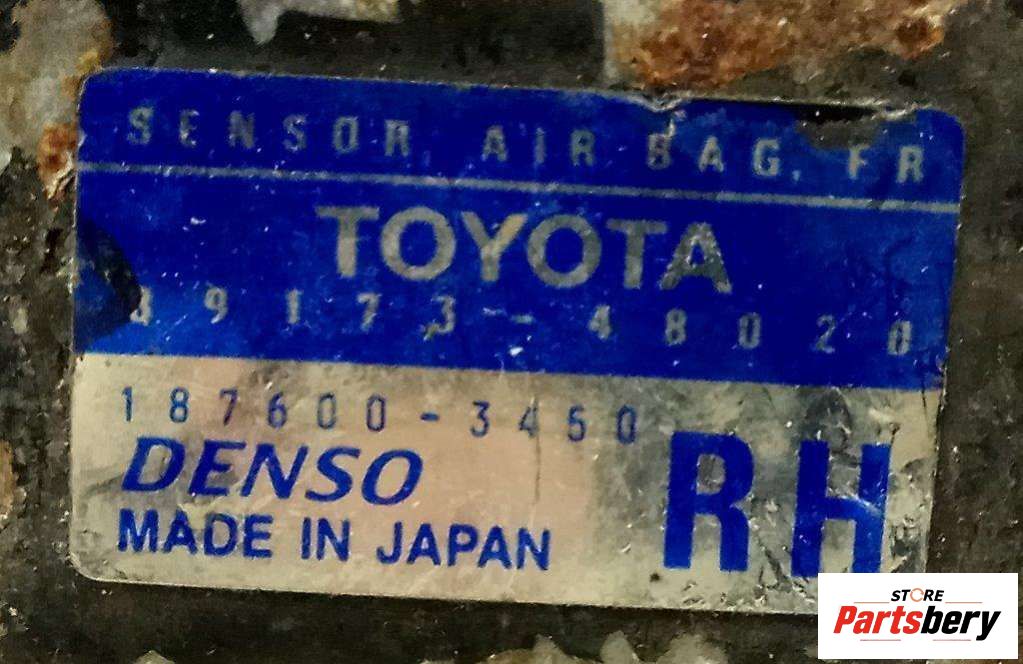 SENSOR, AIR BAG, FR
TOYOTA
89173-48020
187600-3450
DENSO
MADE IN JAPAN
RH
STORE
Partsbery